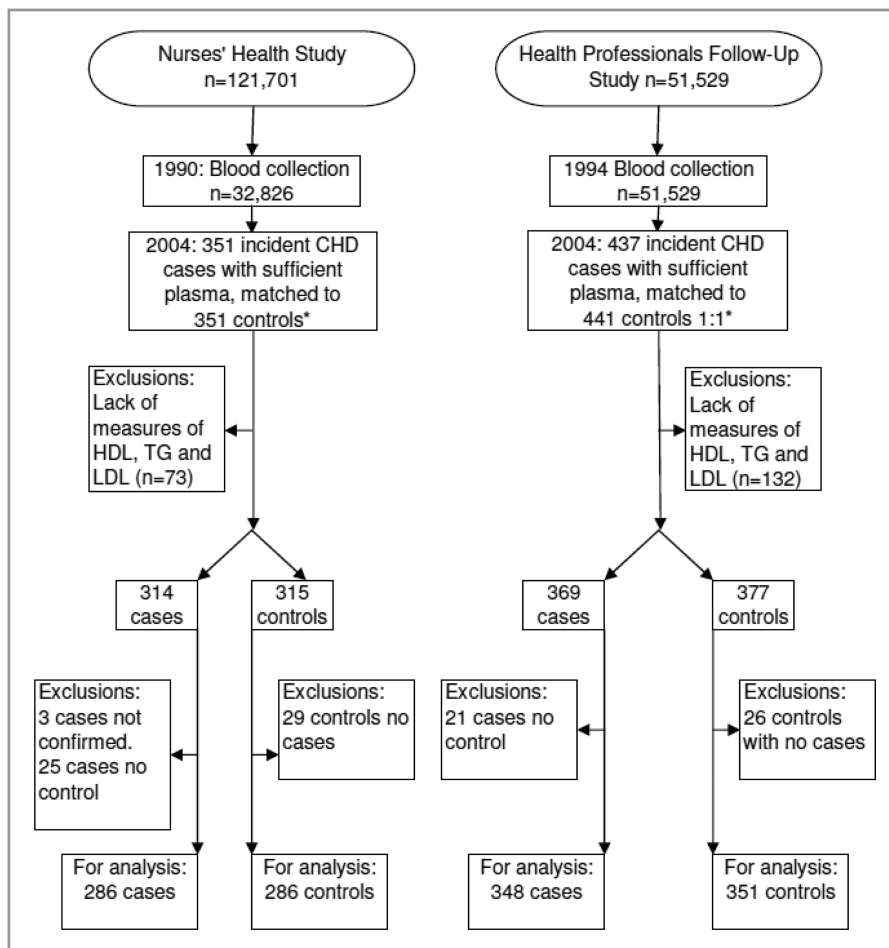 Nurses' Health Study
n=121,701
1990: Blood collection
n=32,826
2004: 351 incident CHD
cases with sufficient
plasma, matched to
351 controls*
Exclusions:
Lack of
measures of
HDL, TG and
LDL (n=73)
314
cases
315
controls
Exclusions:
3 cases not
confirmed.
25 cases no
control
Exclusions:
29 controls no
cases
For analysis:
286 cases
For analysis:
286 controls
Health Professionals Follow-Up
Study n=51,529
1994 Blood collection
n=51,529
2004: 437 incident CHD
cases with sufficient
plasma, matched to
441 controls 1:1*
Exclusions:
Lack of
measures of
HDL, TG and
LDL (n=132)
369
cases
377
controls
Exclusions:
21 cases no
control
Exclusions:
26 controls
with no cases
For analysis:
348 cases
For analysis:
351 controls